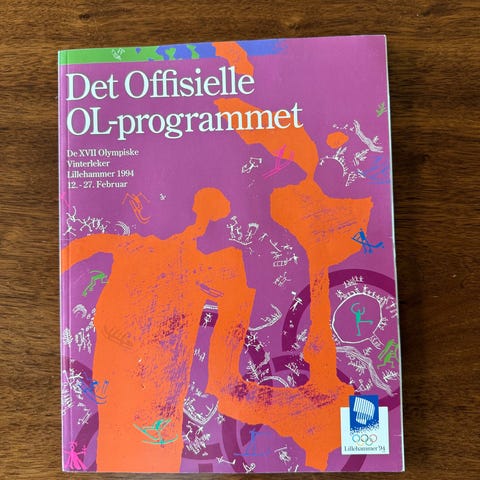 Det Offisielle
OL-programmet
De XVII Olympiske
Vinterleker
Lillehammer 1994
12. - 27. Februar
Lillehammer'94